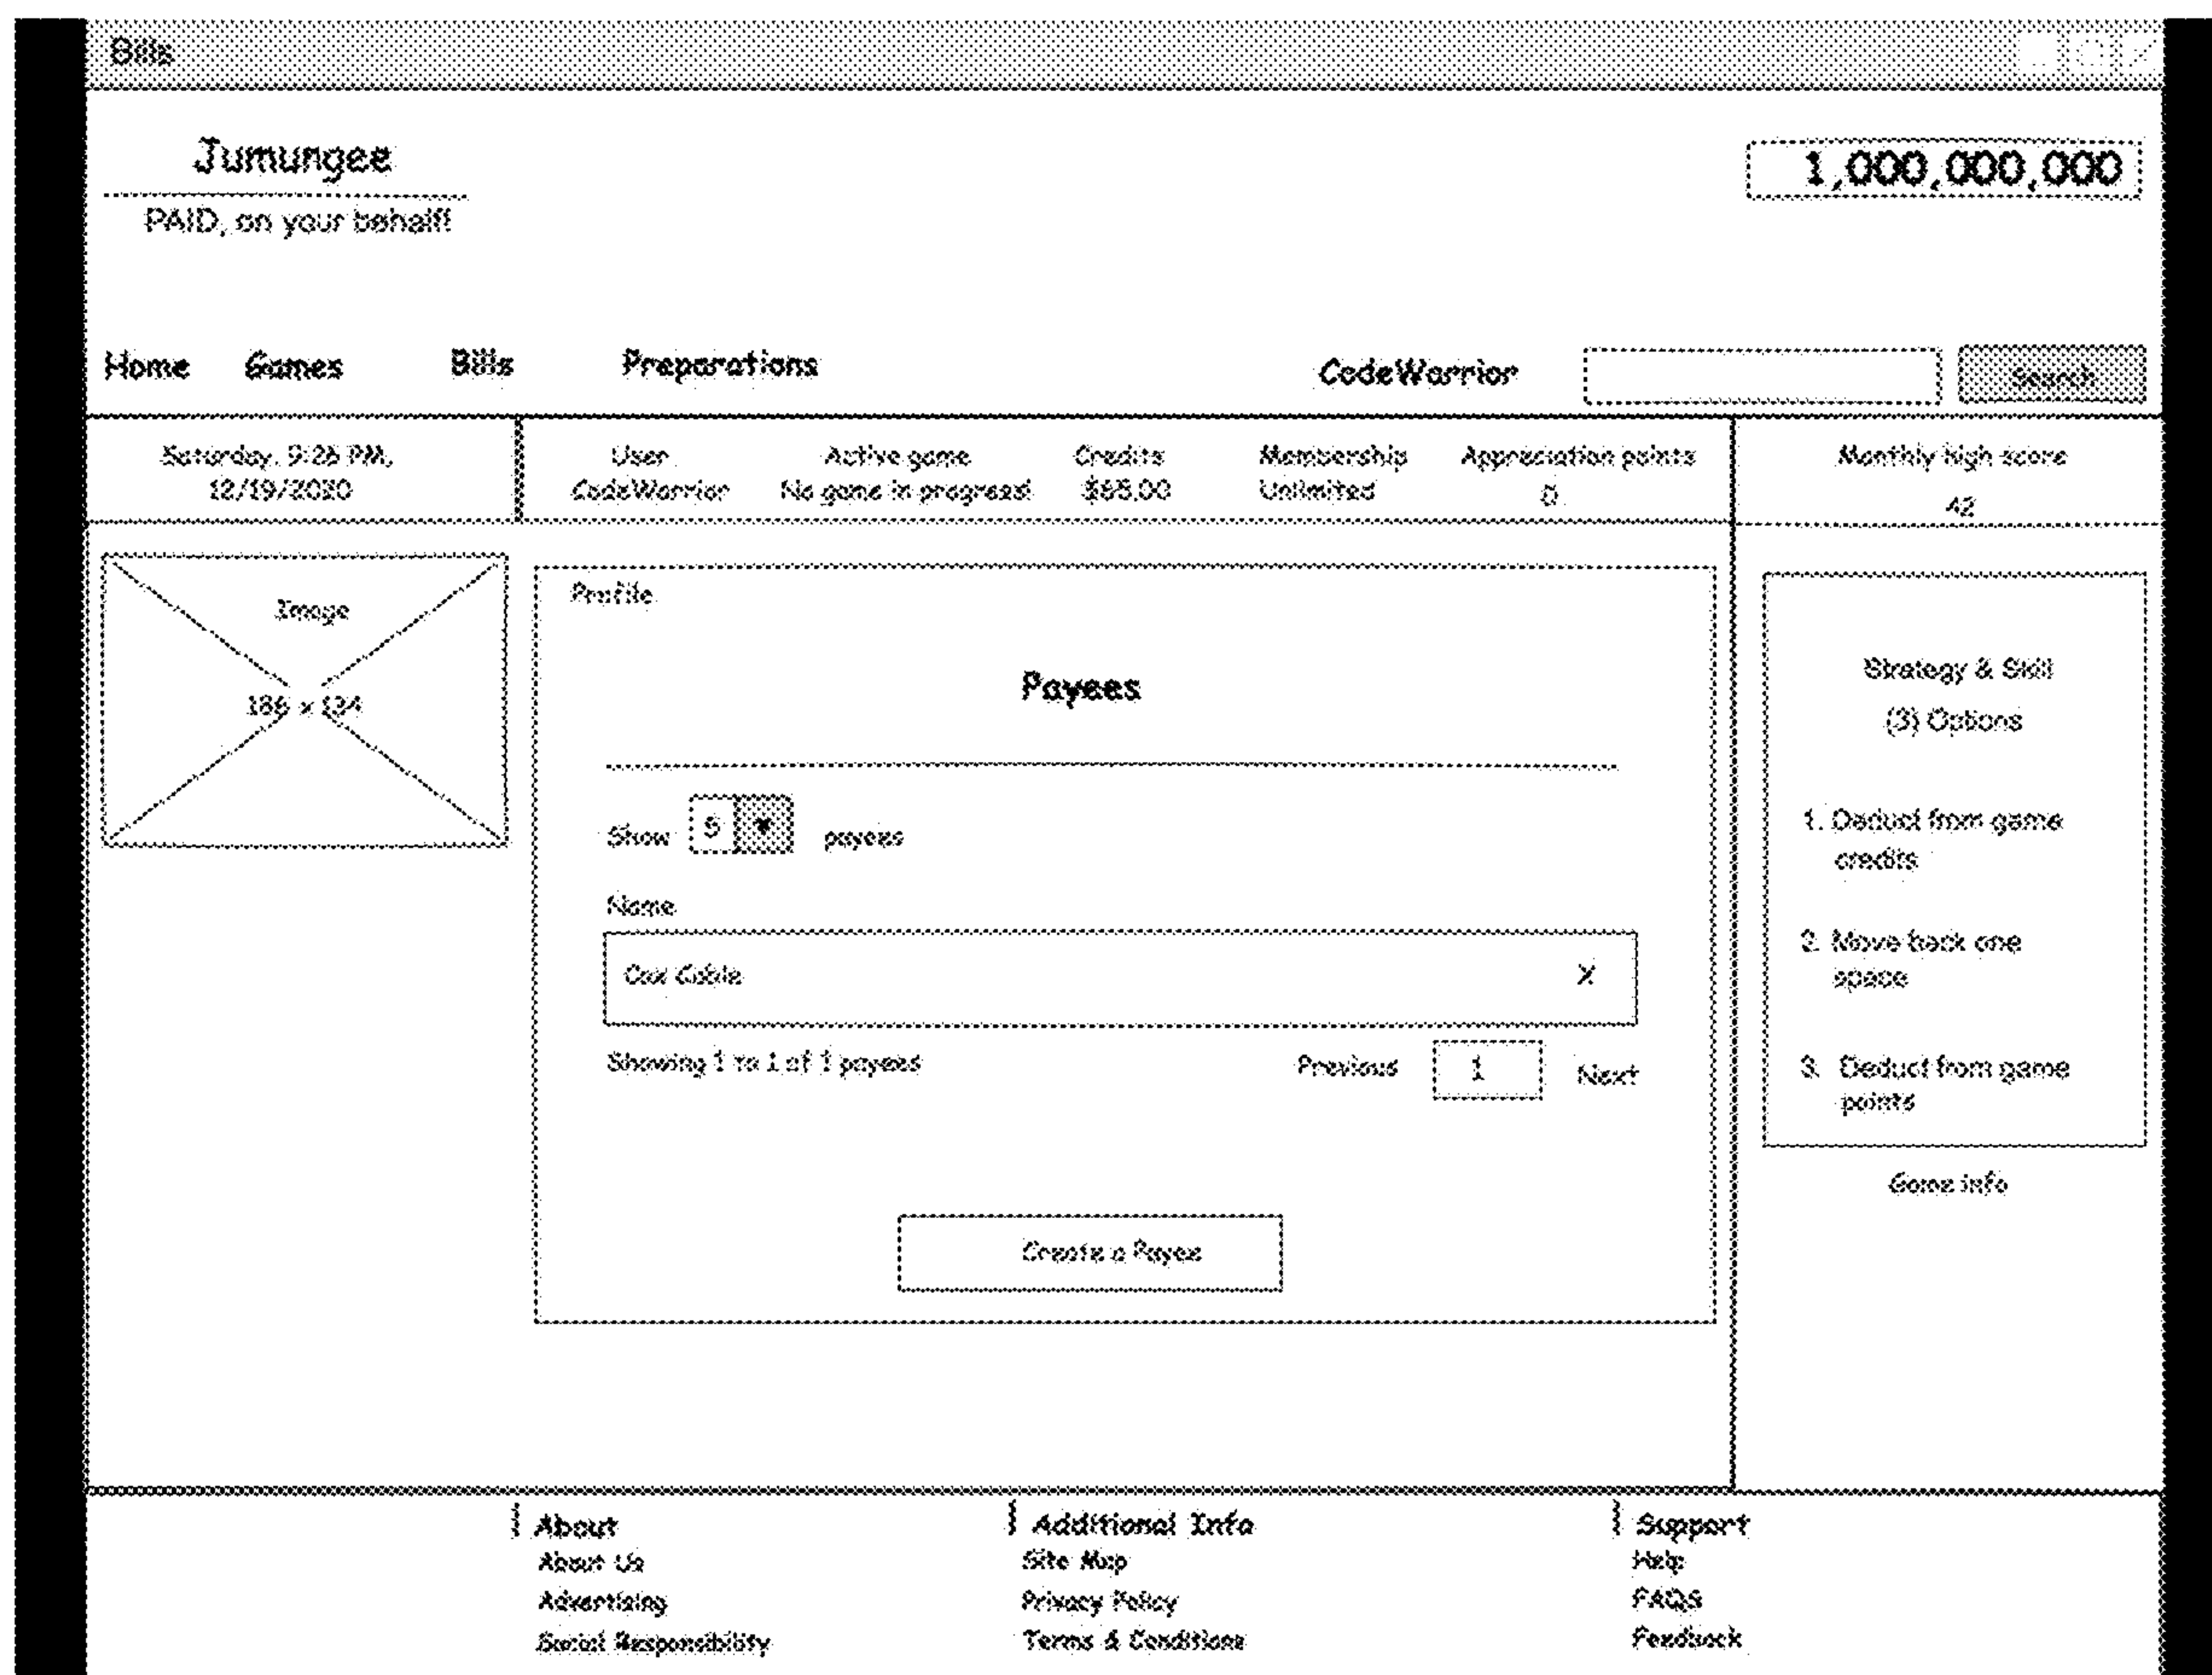 Bills
Jumungee
1,000,000,000
PAID, on your behalf!
Home Games Bills Preparations CodeWarrior Search
Saturday, 9:26 PM,
12/19/2020
User
CodeWarrior
Active game
No game in progress!
Credits
$65.00
Membership
Unlimited
Appreciation points
0
Monthly high score
42
Image
186 x 134
Profile
Payees
Show 5 payees
Name
Cox Cable X
Showing 1 to 1 of 1 payees
Previous 1 Next
Create a Payee
Strategy & Skill
(3) Options
1. Deduct from game
credits
2. Move back one
space
3. Deduct from game
points
Game info
About
About Us
Advertising
Social Responsibility
Additional Info
Site Map
Privacy Policy
Terms & Conditions
Support
Help
FAQS
Feedback